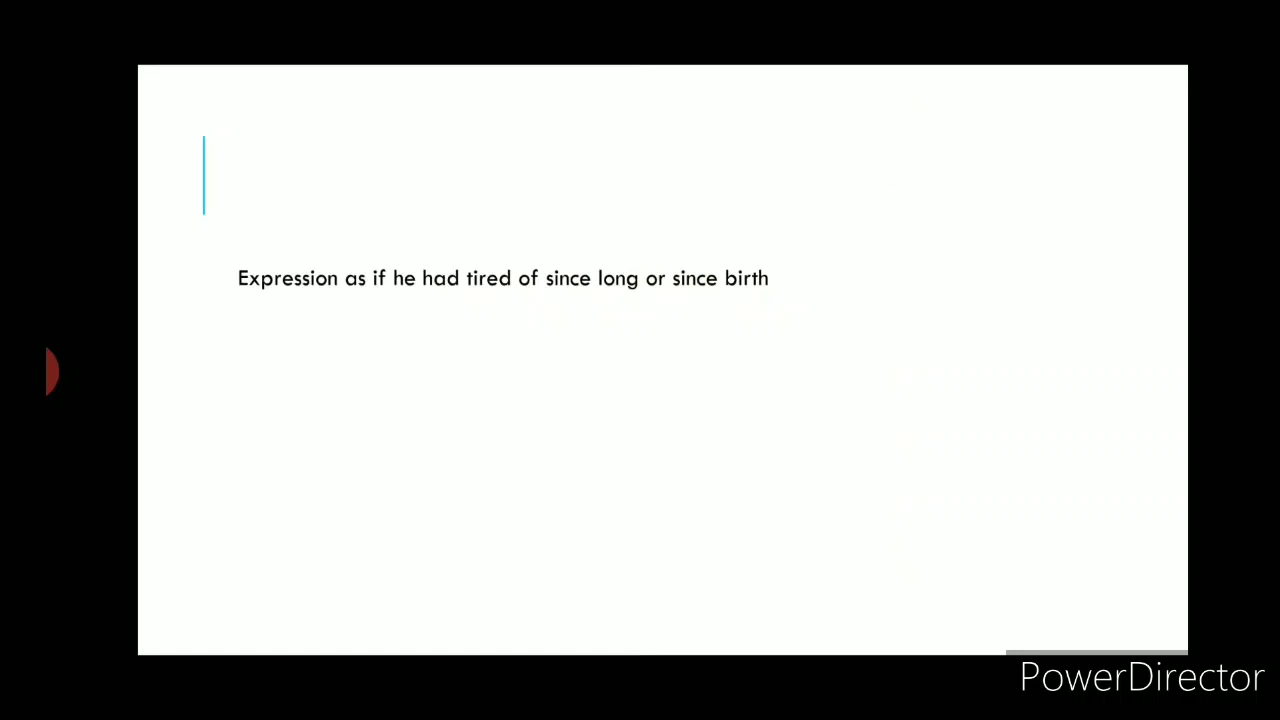 Expression as if he had tired of since long or since birth
PowerDirector